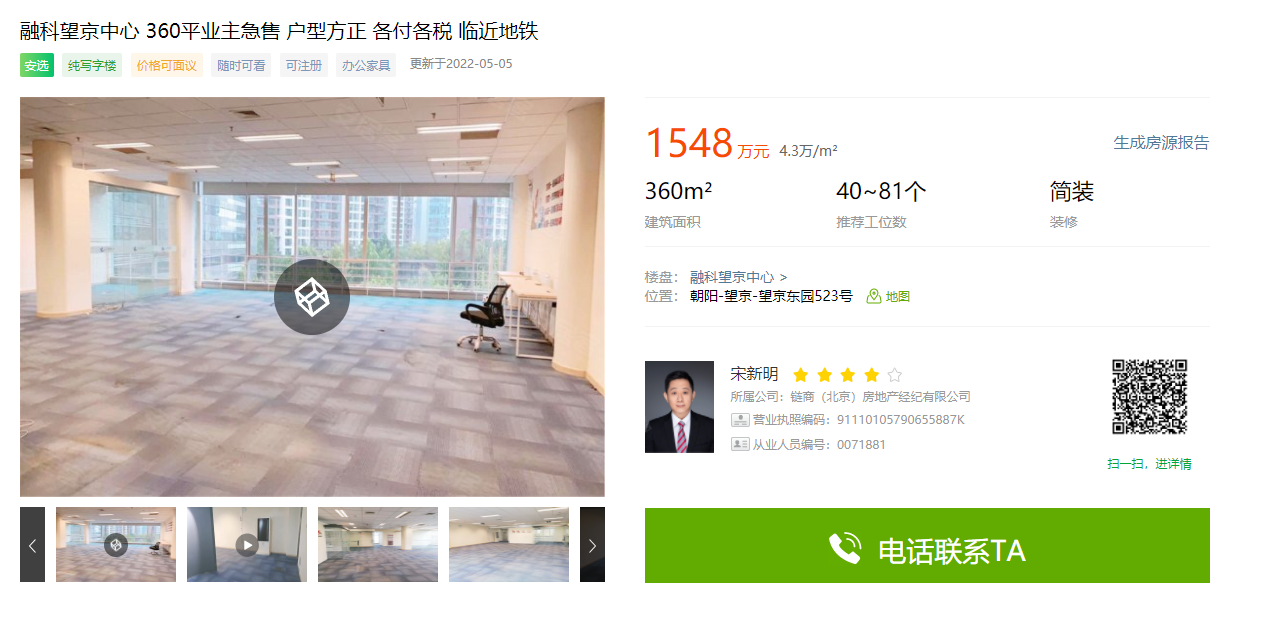 融科望京中心 360平业主急售 户型方正 各付各税 临近地铁
安选 纯写字楼 价格可面议 随时可看 可注册 办公家具 更新于2022-05-05
1548万元 4.3万/m² 生成房源报告
360m² 40~81个 简装
建筑面积 推荐工位数 装修
楼盘： 融科望京中心 >
位置： 朝阳-望京-望京东园523号 地图
宋新明
所属公司：链商（北京）房地产经纪有限公司
营业执照编码：91110105790655887K
从业人员编号：0071881
扫一扫，进详情
电话联系TA